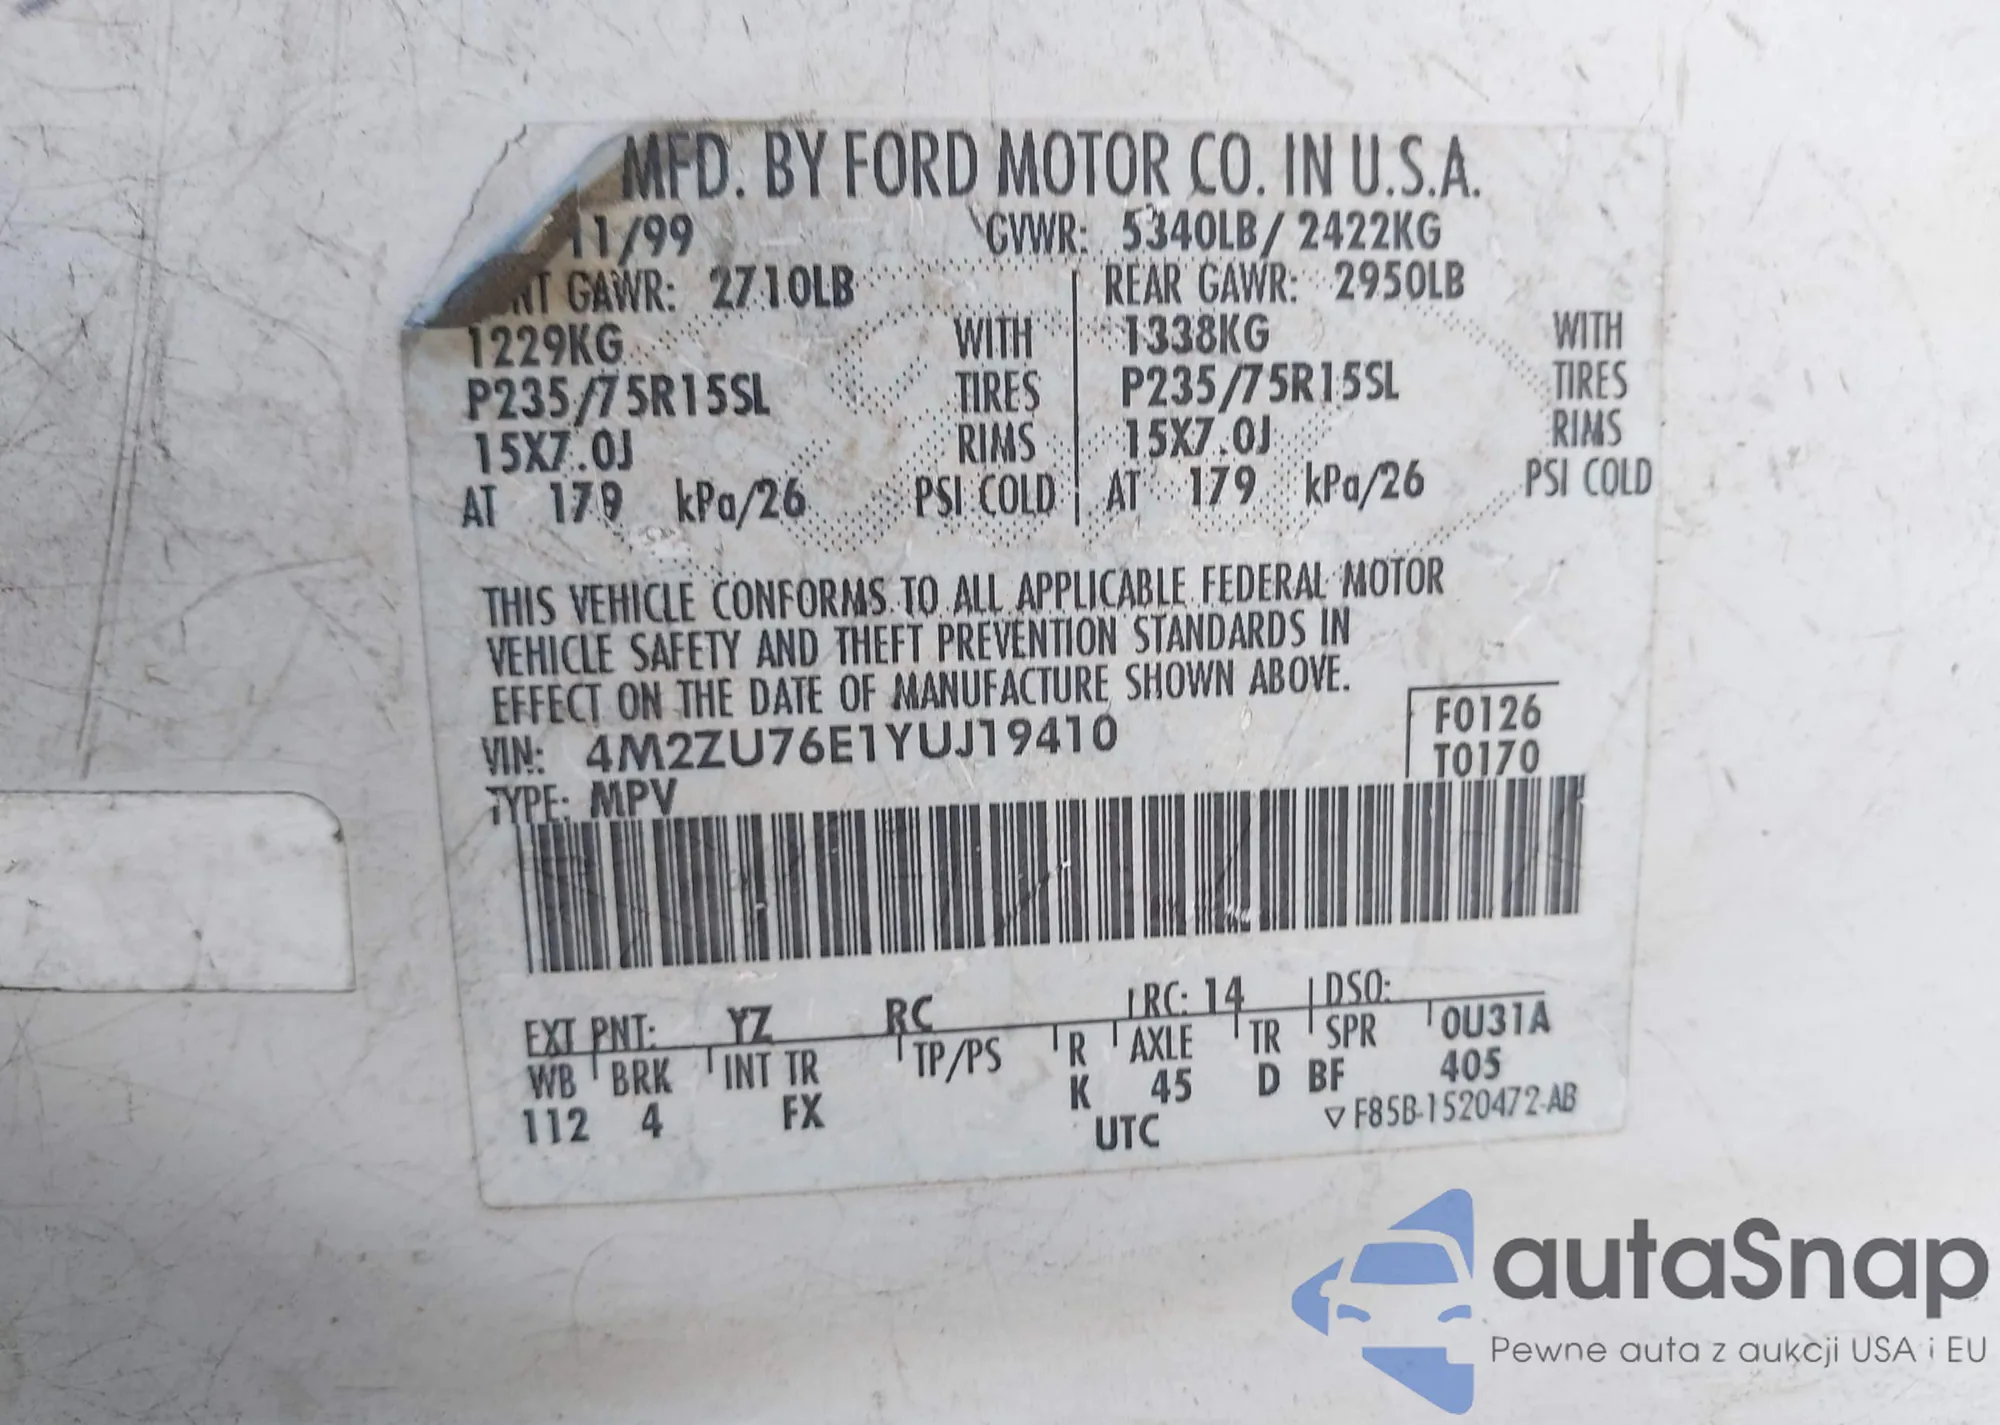 MFD. BY FORD MOTOR CO. IN U.S.A.
11/99 GVWR: 5340LB/ 2422KG
GAWR: 2710LB REAR GAWR: 2950LB
1229KG WITH 1338KG WITH
P235/75R15SL TIRES P235/75R15SL TIRES
15X7.0J RIMS 15X7.0J RIMS
AT 179 kPa/26 PSI COLD AT 179 kPa/26 PSI COLD
THIS VEHICLE CONFORMS TO ALL APPLICABLE FEDERAL MOTOR
VEHICLE SAFETY AND THEFT PREVENTION STANDARDS IN
EFFECT ON THE DATE OF MANUFACTURE SHOWN ABOVE.
VIN: 4M2ZU76E1YUJ19410 F0126
TYPE: MPV T0170
EXT PNT: YZ RC RC: 14 DSO:
WB BRK INT TR TP/PS R AXLE TR SPR 0U31A
112 4 FX K 45 D BF 405
UTC ▽ F85B-1520472-AB
autaSnap
Pewne auta z aukcji USA i EU